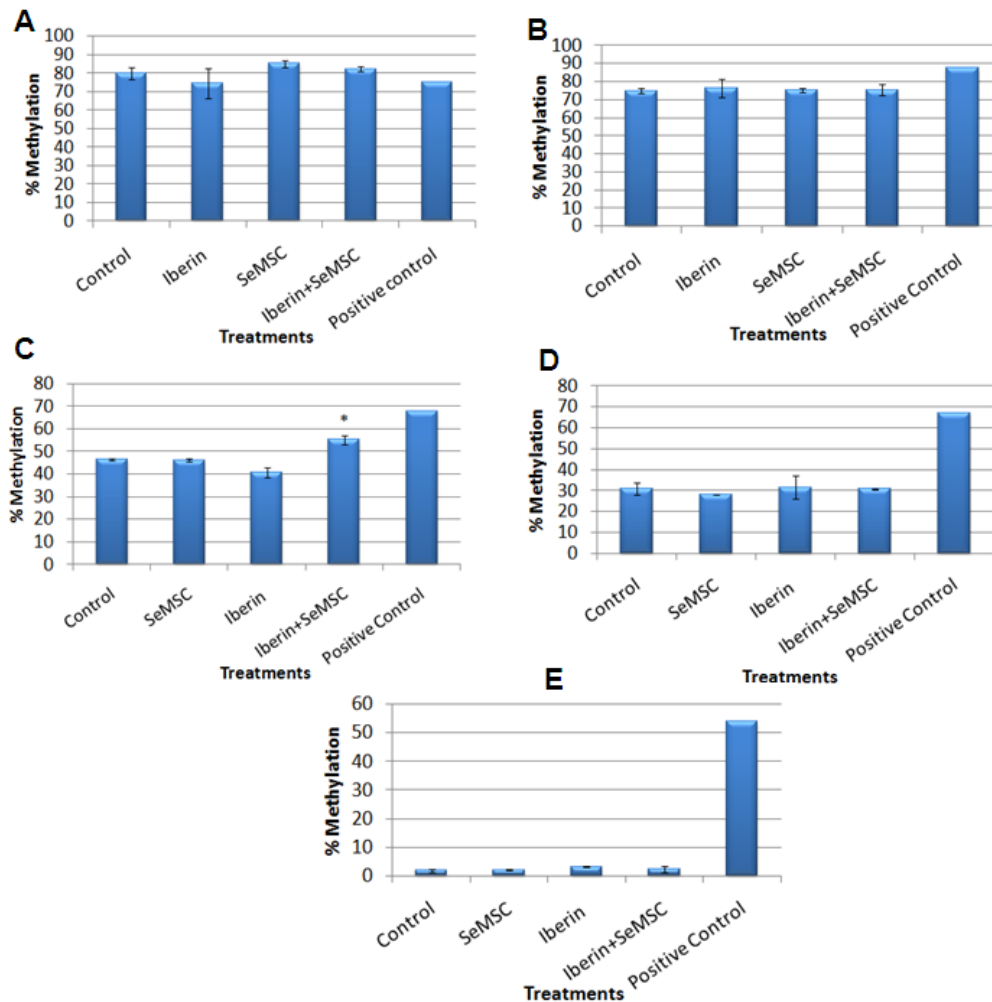 A
% Methylation
100
90
80
70
60
50
40
30
20
10
0
Control
Iberin
SeMSC
Iberin+SeMSC
Positive control
Treatments
B
% Methylation
100
90
80
70
60
50
40
30
20
10
0
Control
Iberin
SeMSC
Iberin+SeMSC
Positive Control
Treatments
C
% Methylation
80
70
60
50
40
30
20
10
0
*
Control
SeMSC
Iberin
Iberin+SeMSC
Positive Control
Treatments
D
% Methylation
80
70
60
50
40
30
20
10
0
Control
SeMSC
Iberin
Iberin+SeMSC
Positive Control
Treatments
E
% Methylation
60
50
40
30
20
10
0
Control
SeMSC
Iberin
Iberin+SeMSC
Positive Control
Treatments